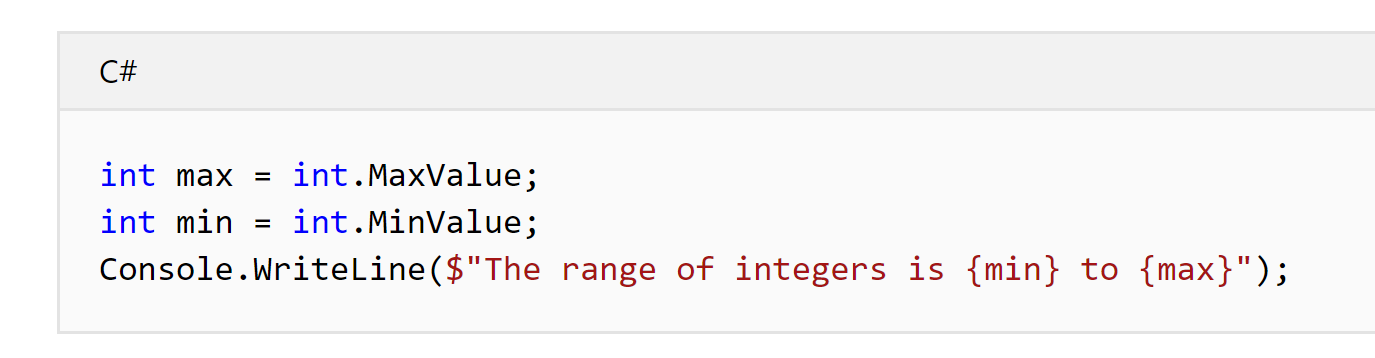 C#
int max = int.MaxValue;
int min = int.MinValue;
Console.WriteLine($"The range of integers is {min} to {max}");